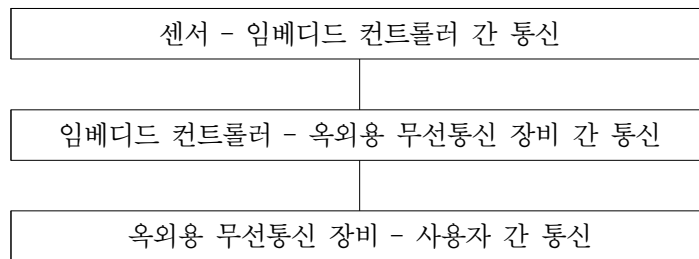 센서 - 임베디드 컨트롤러 간 통신
임베디드 컨트롤러 - 옥외용 무선통신 장비 간 통신
옥외용 무선통신 장비 - 사용자 간 통신